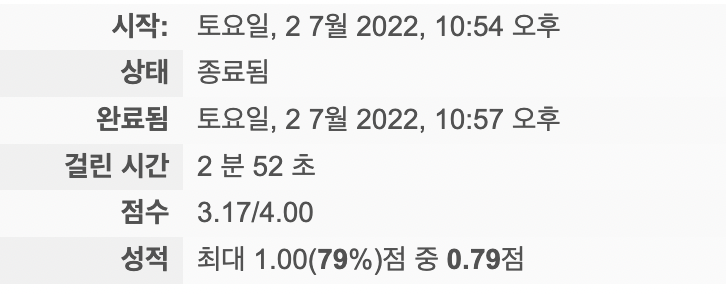 시작: 토요일, 2 7월 2022, 10:54 오후
상태 종료됨
완료됨 토요일, 2 7월 2022, 10:57 오후
걸린 시간 2 분 52 초
점수 3.17/4.00
성적 최대 1.00(79%)점 중 0.79점